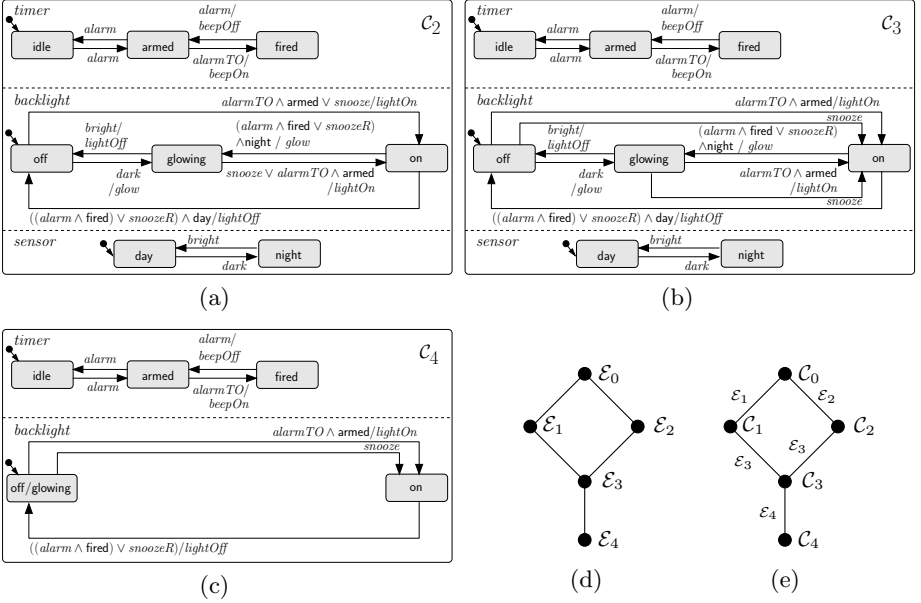 timer
C2
alarm
alarm/
beepOff
idle
armed
fired
alarm
alarmTO/
beepOn
backlight
alarmTO ∧ armed ∨ snooze/lightOn
bright/
lightOff
(alarm ∧ fired ∨ snoozeR)
∧night / glow
off
glowing
on
dark
/glow
snooze ∨ alarmTO ∧ armed
/lightOn
((alarm ∧ fired) ∨ snoozeR) ∧ day/lightOff
sensor
bright
day
night
dark
(a)
timer
C3
alarm
alarm/
beepOff
idle
armed
fired
alarm
alarmTO/
beepOn
backlight
alarmTO ∧ armed/lightOn
snooze
bright/
lightOff
(alarm ∧ fired ∨ snoozeR)
∧night / glow
off
glowing
on
dark
/glow
alarmTO ∧ armed
/lightOn
snooze
((alarm ∧ fired) ∨ snoozeR) ∧ day/lightOff
sensor
bright
day
night
dark
(b)
timer
C4
alarm
alarm/
beepOff
idle
armed
fired
alarm
alarmTO/
beepOn
backlight
alarmTO ∧ armed/lightOn
snooze
off/glowing
on
((alarm ∧ fired) ∨ snoozeR)/lightOff
(c)
E0
E1
E2
E3
E4
(d)
C0
E1
E2
C1
C2
E3
E3
C3
E4
C4
(e)